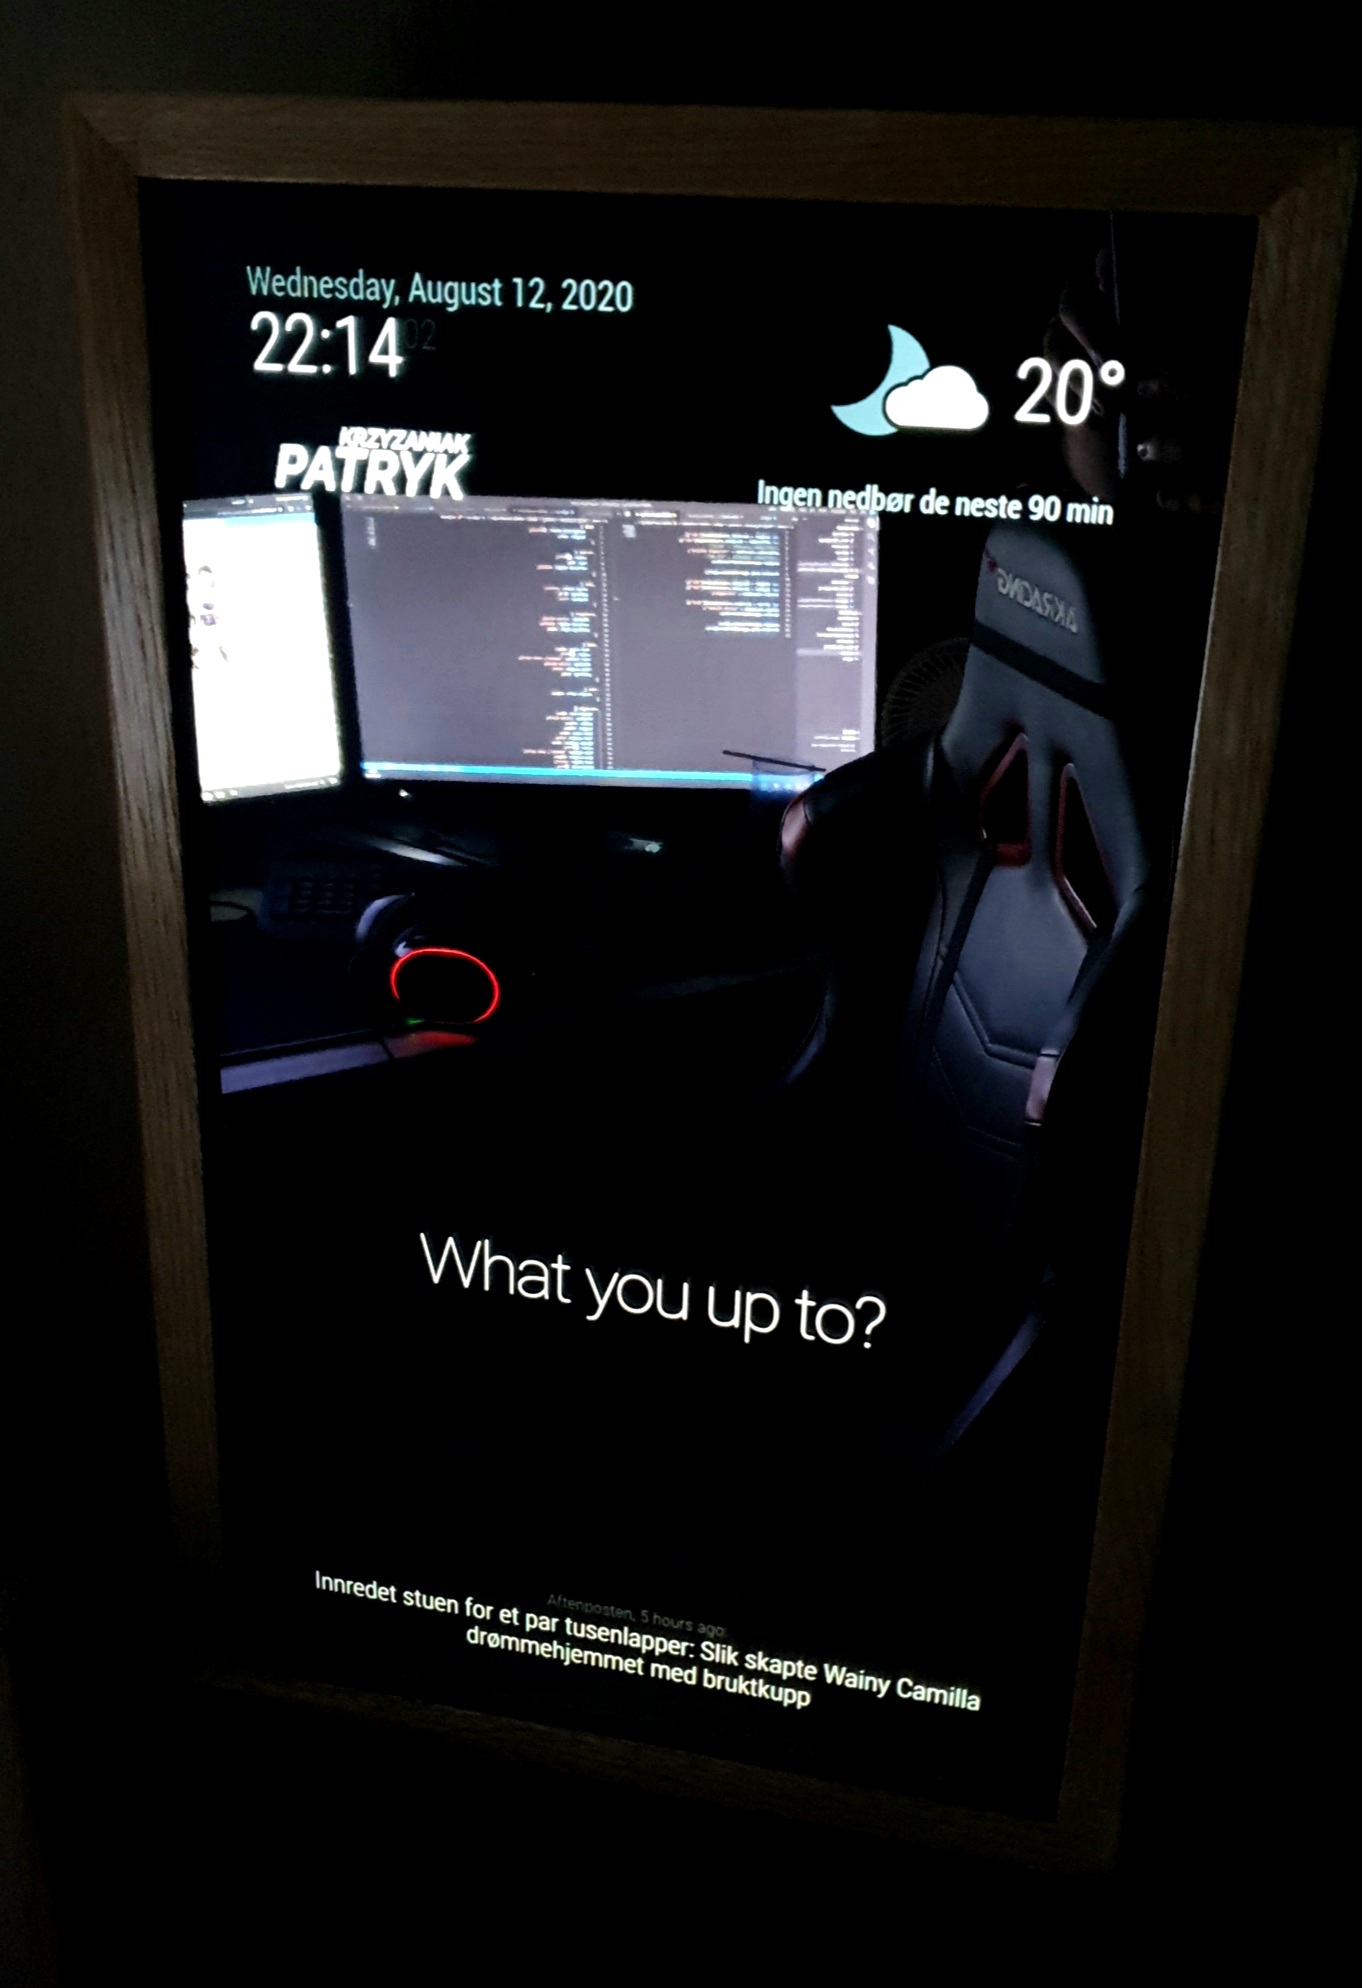 Wednesday, August 12, 2020
22:14 02
20°
KRZYZANIAK
PATRYK
Ingen nedbør de neste 90 min
AKRACING
What you up to?
Aftenposten, 5 hours ago:
Innredet stuen for et par tusenlapper: Slik skapte Wainy Camilla
drømmehjemmet med bruktkupp